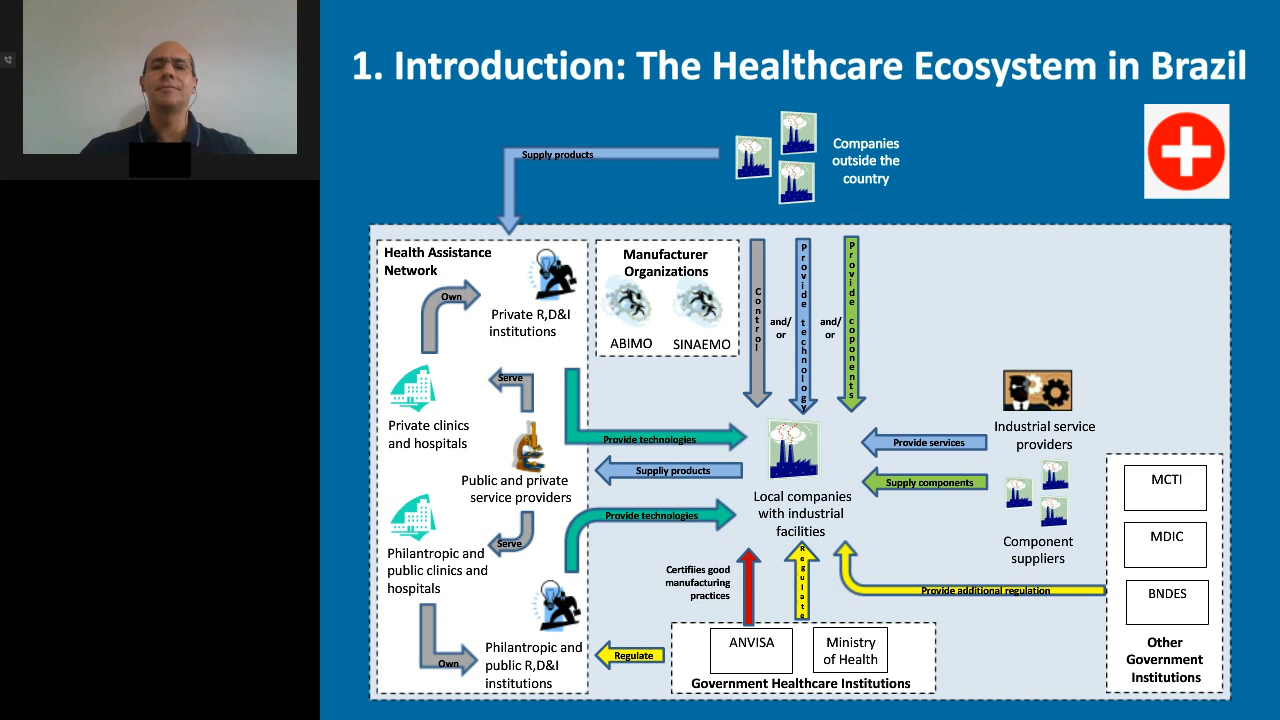 1. Introduction: The Healthcare Ecosystem in Brazil
Supply products
Companies
outside the
country
Health Assistance
Network
Own
Private R,D&I
institutions
Manufacturer
Organizations
ABIMO
SINAEMO
Control
and/
or
Provide technology
and/
or
Provide coponents
Serve
Private clinics
and hospitals
Provide technologies
Provide services
Industrial service
providers
Public and private
service providers
Suppliy products
Supply components
Local companies
with industrial
facilities
Provide technologies
Component
suppliers
Serve
Philantropic and
public clinics and
hospitals
Certifiies good
manufacturing
practices
Regulate
Provide additional regulation
MCTI
MDIC
BNDES
Other
Government
Institutions
Own
Philantropic and
public R,D&I
institutions
Regulate
ANVISA
Ministry
of Health
Government Healthcare Institutions